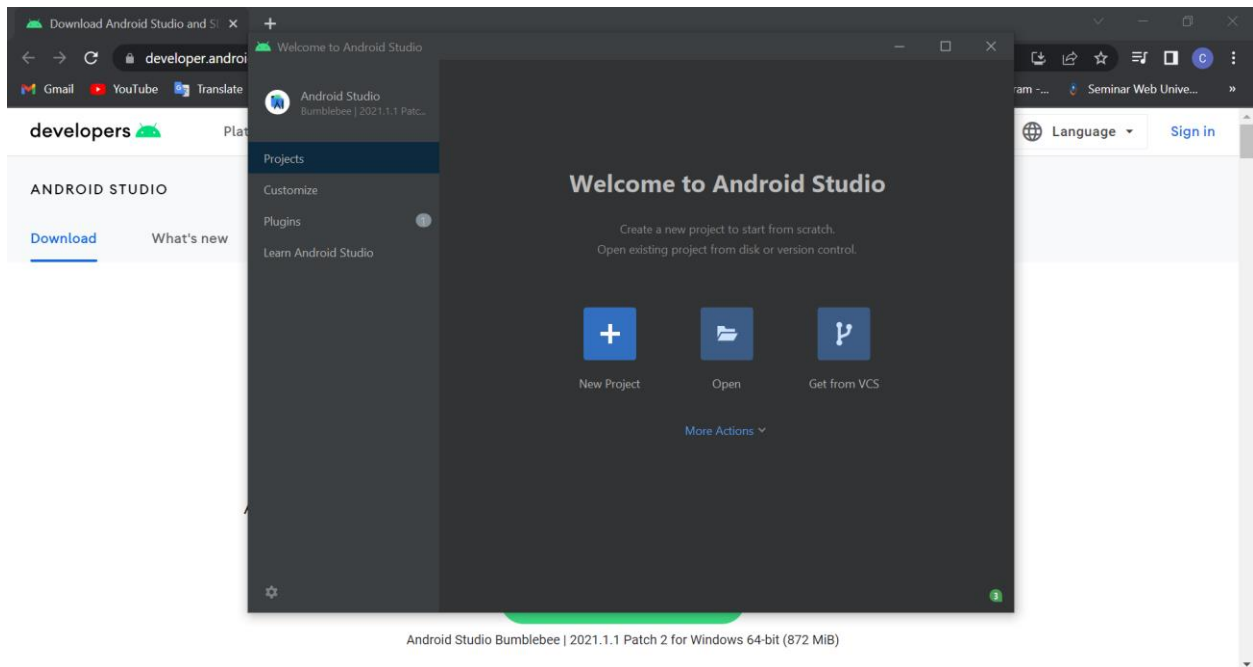 Download Android Studio and S
Welcome to Android Studio
developer.androi
Gmail YouTube Translate
ram -... Seminar Web Unive... »
Android Studio
Bumblebee | 2021.1.1 Patc...
developers Plat
Language Sign in
Projects
Customize
Plugins 1
Learn Android Studio
ANDROID STUDIO
Download What's new
Welcome to Android Studio
Create a new project to start from scratch.
Open existing project from disk or version control.
New Project Open Get from VCS
More Actions
3
Android Studio Bumblebee | 2021.1.1 Patch 2 for Windows 64-bit (872 MiB)